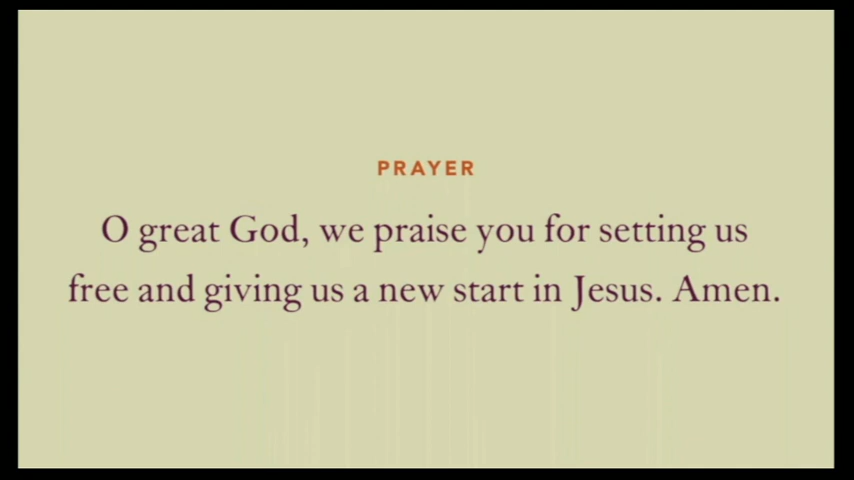 PRAYER
O great God, we praise you for setting us
free and giving us a new start in Jesus. Amen.